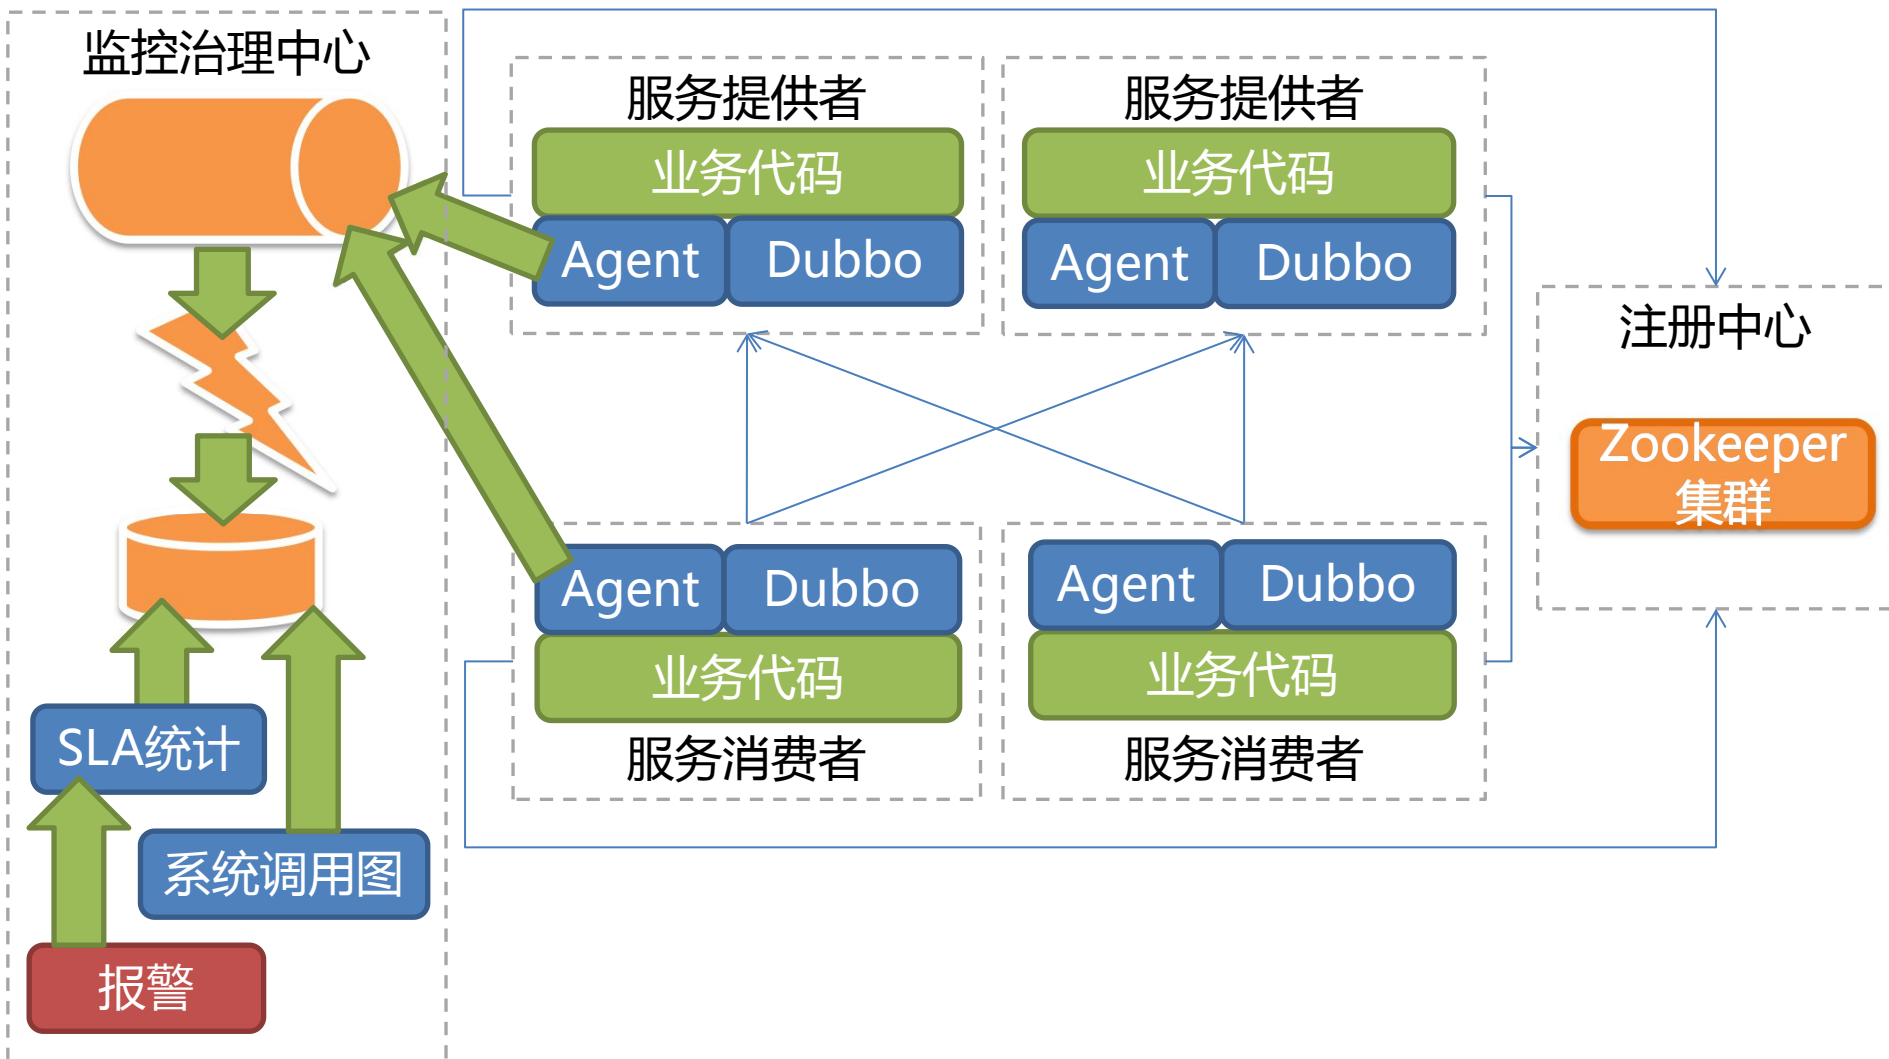 监控治理中心
服务提供者
业务代码
Agent
Dubbo
服务提供者
业务代码
Agent
Dubbo
注册中心
Zookeeper
集群
Agent
Dubbo
业务代码
服务消费者
Agent
Dubbo
业务代码
服务消费者
SLA统计
系统调用图
报警